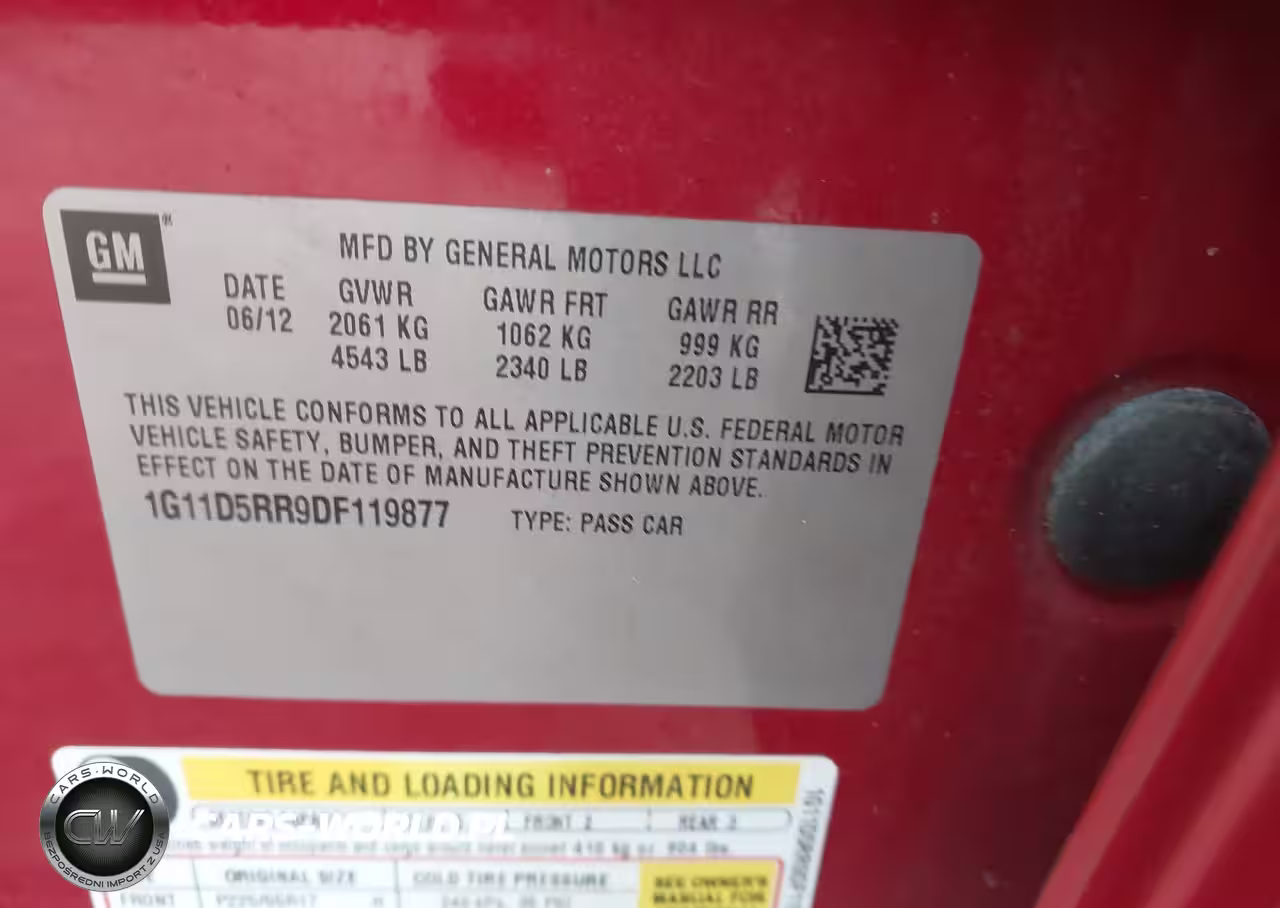 GM
MFD BY GENERAL MOTORS LLC
DATE GVWR GAWR FRT GAWR RR
06/12 2061 KG 1062 KG 999 KG
4543 LB 2340 LB 2203 LB
THIS VEHICLE CONFORMS TO ALL APPLICABLE U.S. FEDERAL MOTOR
VEHICLE SAFETY, BUMPER, AND THEFT PREVENTION STANDARDS IN
EFFECT ON THE DATE OF MANUFACTURE SHOWN ABOVE.
1G11D5RR9DF119877 TYPE: PASS CAR
TIRE AND LOADING INFORMATION
FRONT 2 REAR 3
ORIGINAL SIZE COLD TIRE PRESSURE SEE OWNER'S
FRONT P225/55R17 MANUAL FOR
CARS-WORLD
CW
BEZPOŚREDNI IMPORT Z USA
CARS-WORLD.PL